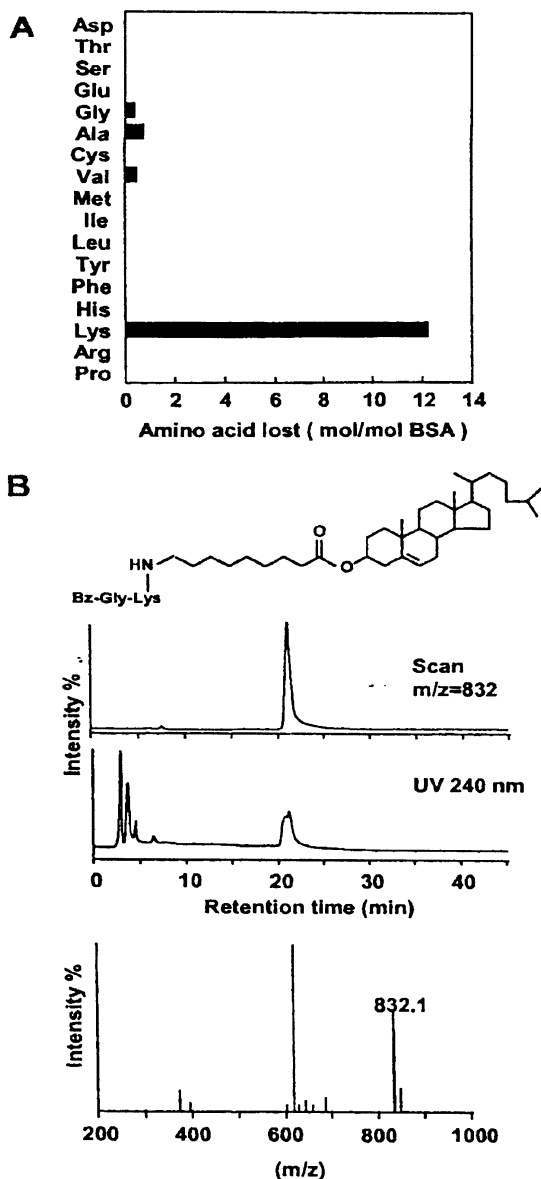 A
Asp
Thr
Ser
Glu
Gly
Ala
Cys
Val
Met
Ile
Leu
Tyr
Phe
His
Lys
Arg
Pro
0 2 4 6 8 10 12 14
Amino acid lost ( mol/mol BSA )
B
O
HN
O
Bz-Gly-Lys
Scan
m/z=832
Intensity %
UV 240 nm
0 10 20 30 40
Retention time (min)
Intensity %
832.1
200 400 600 800 1000
(m/z)